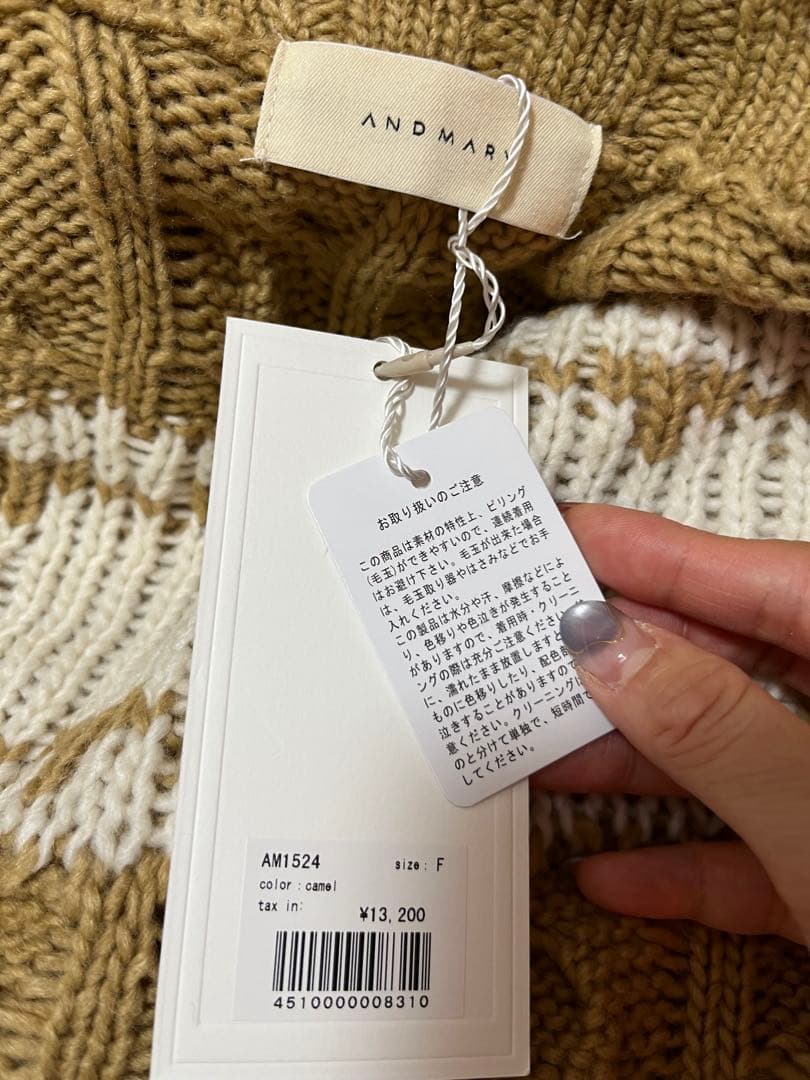 ANDMARY
お取り扱いのご注意
この商品は素材の特性上、ピリング
(毛玉)ができやすいので、連続着用
はお避け下さい。毛玉が出来た場合
は、毛玉取り器やはさみなどでお手
入れください。
この製品は水分や汗、摩擦などによ
り、色移りや色泣きが発生すること
がありますので、着用時・クリーニ
ングの際は充分ご注意ください
に、濡れたまま放置しますと
ものに色移りしたり、配色
泣きすることがありますので
意ください。クリーニングに
のと分けて単独で、短時間で
してください。
AM1524 size: F
color:camel
tax in: ¥13,200
4510000008310